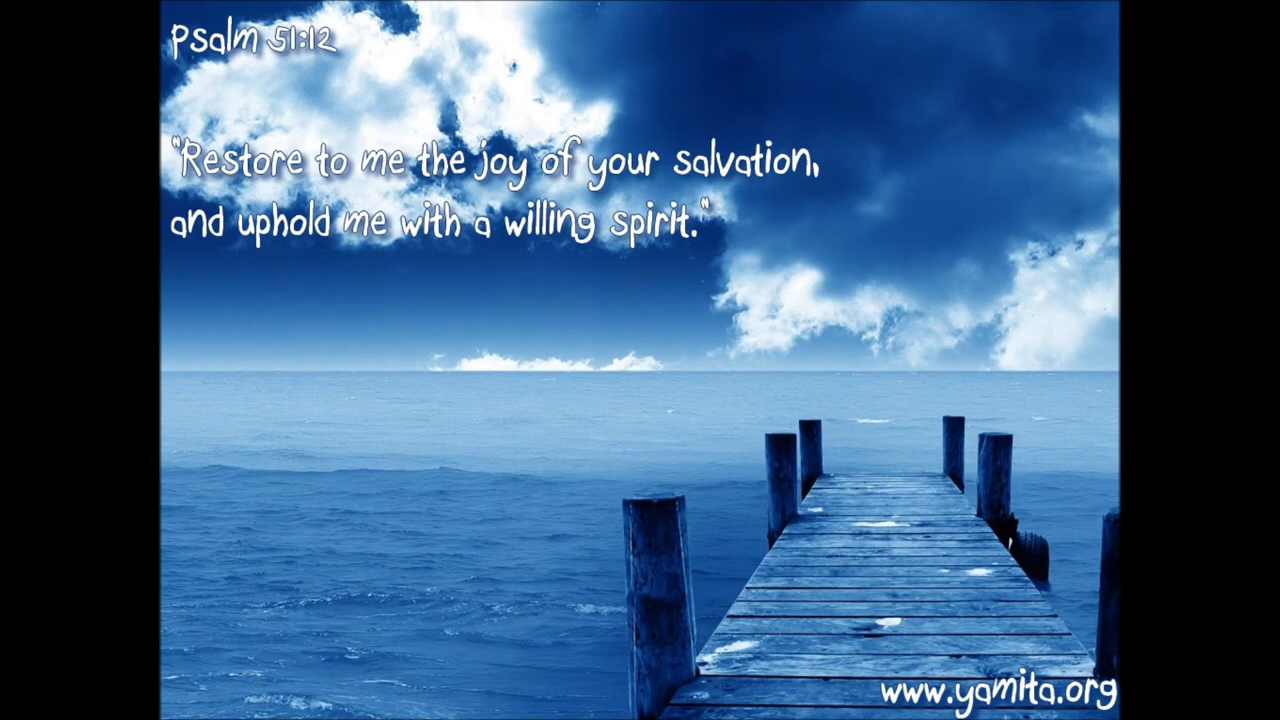 Psalm 51:12
"Restore to me the joy of your salvation,
and uphold me with a willing spirit."
www.yamita.org